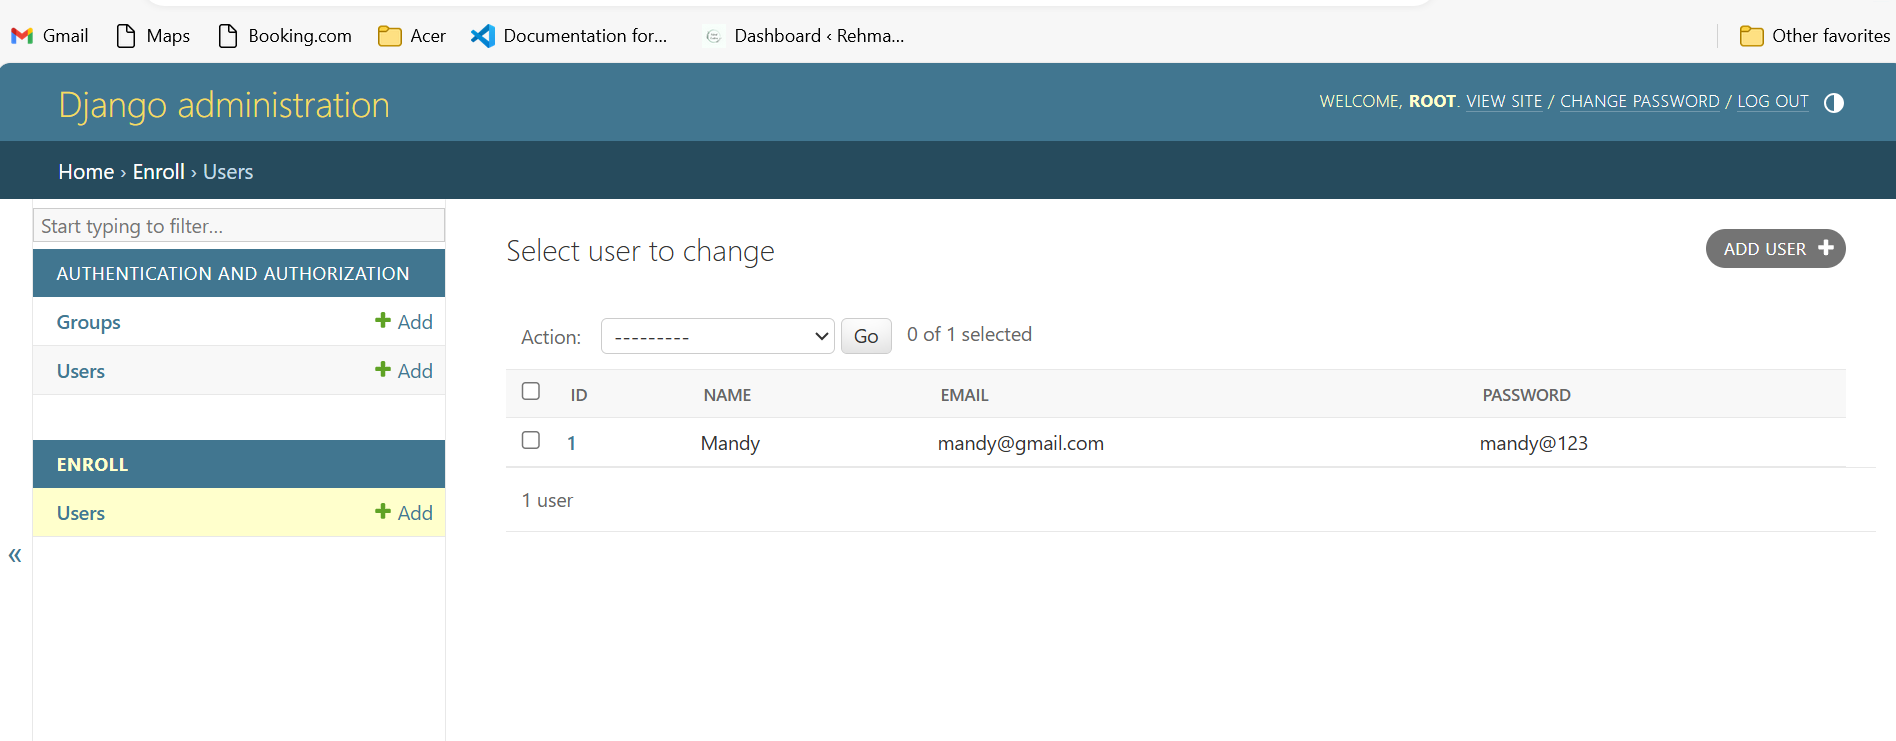 Gmail Maps Booking.com Acer Documentation for... Dashboard ‹ Rehma... Other favorites
Django administration
WELCOME, ROOT. VIEW SITE / CHANGE PASSWORD / LOG OUT
Home › Enroll › Users
Start typing to filter...
AUTHENTICATION AND AUTHORIZATION
Groups + Add
Users + Add
ENROLL
Users + Add
«
Select user to change
ADD USER +
Action: --------- Go 0 of 1 selected
ID NAME EMAIL PASSWORD
1 Mandy mandy@gmail.com mandy@123
1 user